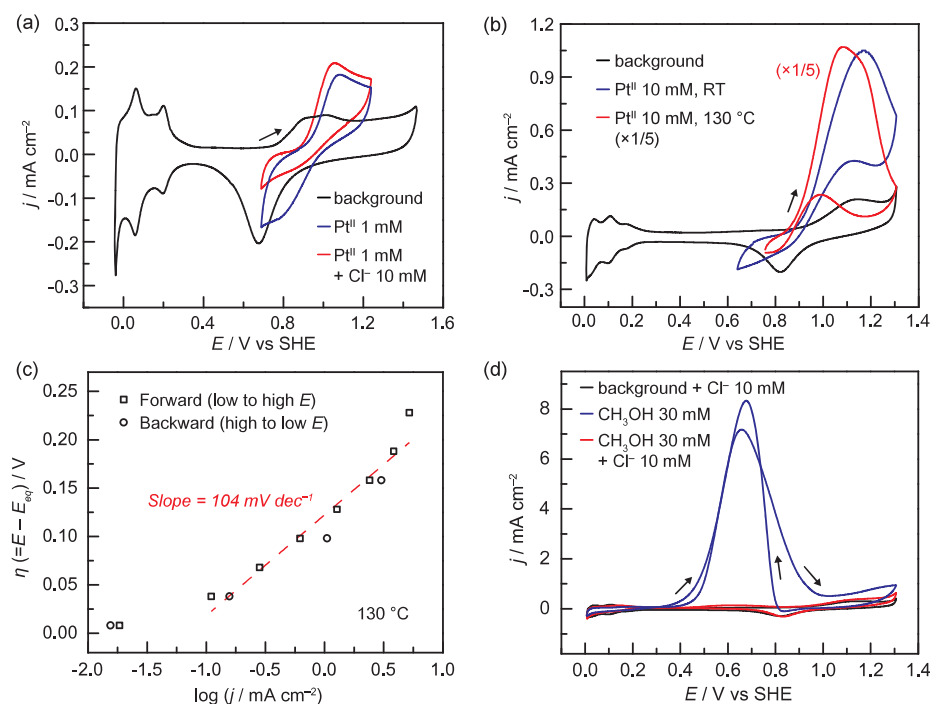 (a)
j / mA cm⁻²
0.3
0.2
0.1
0.0
-0.1
-0.2
-0.3
background
Ptᴵᴵ 1 mM
Ptᴵᴵ 1 mM
+ Cl⁻ 10 mM
0.0 0.4 0.8 1.2 1.6
E / V vs SHE
(b)
j / mA cm⁻²
1.2
0.9
0.6
0.3
0.0
-0.3
background
Ptᴵᴵ 10 mM, RT
Ptᴵᴵ 10 mM, 130 °C
(×1/5)
(×1/5)
0.0 0.2 0.4 0.6 0.8 1.0 1.2 1.4
E / V vs SHE
(c)
η (=E − Eeq) / V
0.25
0.20
0.15
0.10
0.05
0.00
Forward (low to high E)
Backward (high to low E)
Slope = 104 mV dec⁻¹
130 °C
-2.0 -1.5 -1.0 -0.5 0.0 0.5 1.0
log (j / mA cm⁻²)
(d)
j / mA cm⁻²
8
6
4
2
0
background + Cl⁻ 10 mM
CH₃OH 30 mM
CH₃OH 30 mM
+ Cl⁻ 10 mM
0.0 0.2 0.4 0.6 0.8 1.0 1.2 1.4
E / V vs SHE